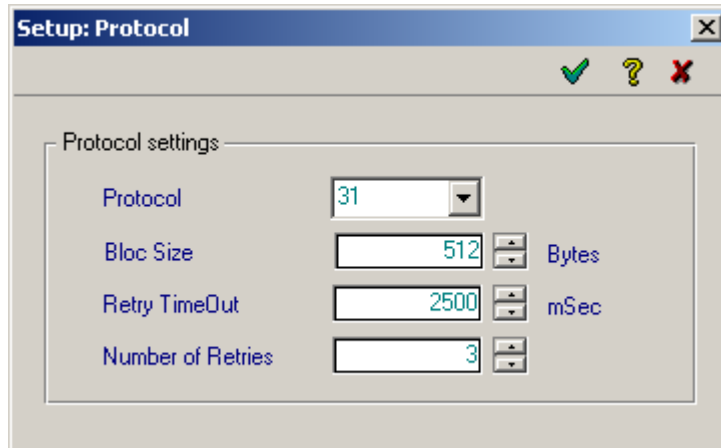 Setup: Protocol
Protocol settings
Protocol 31
Bloc Size 512 Bytes
Retry TimeOut 2500 mSec
Number of Retries 3